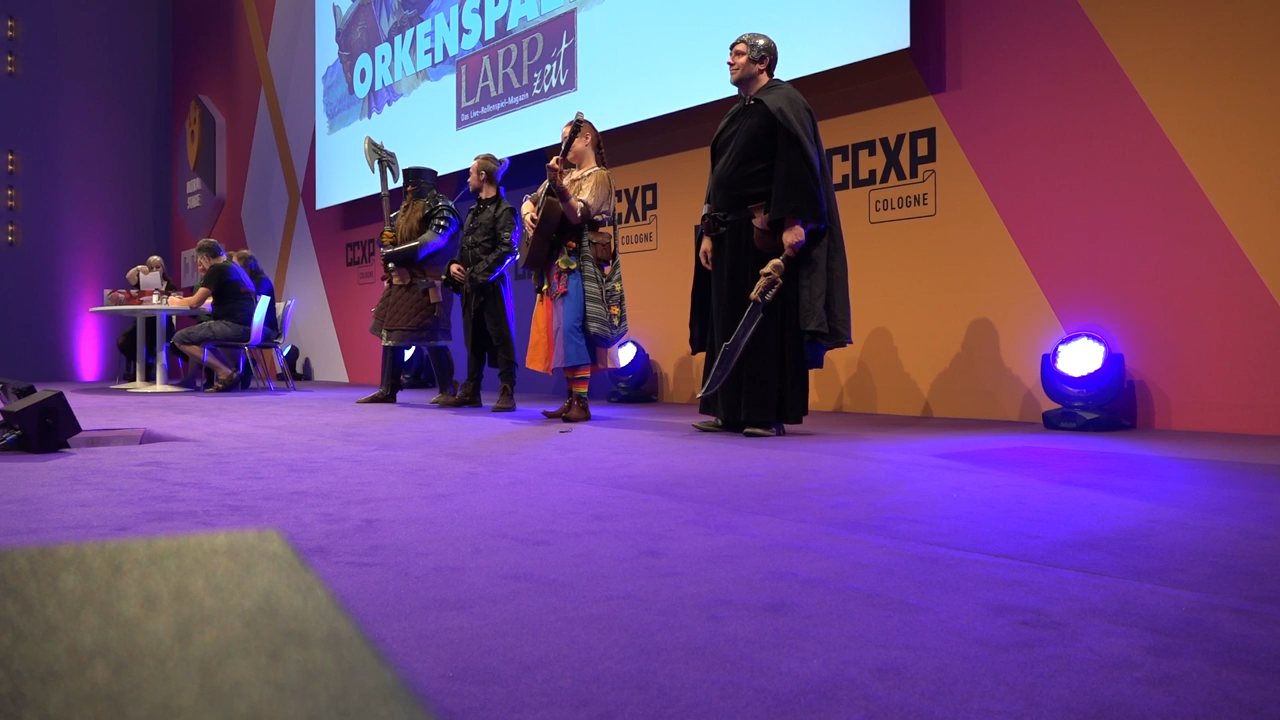 ORKENSPAL
LARP
zeit
Das Live-Rollenspiel-Magazin
CCXP
COLOGNE
CCXP
COLOGNE
CCXP
COLOGNE